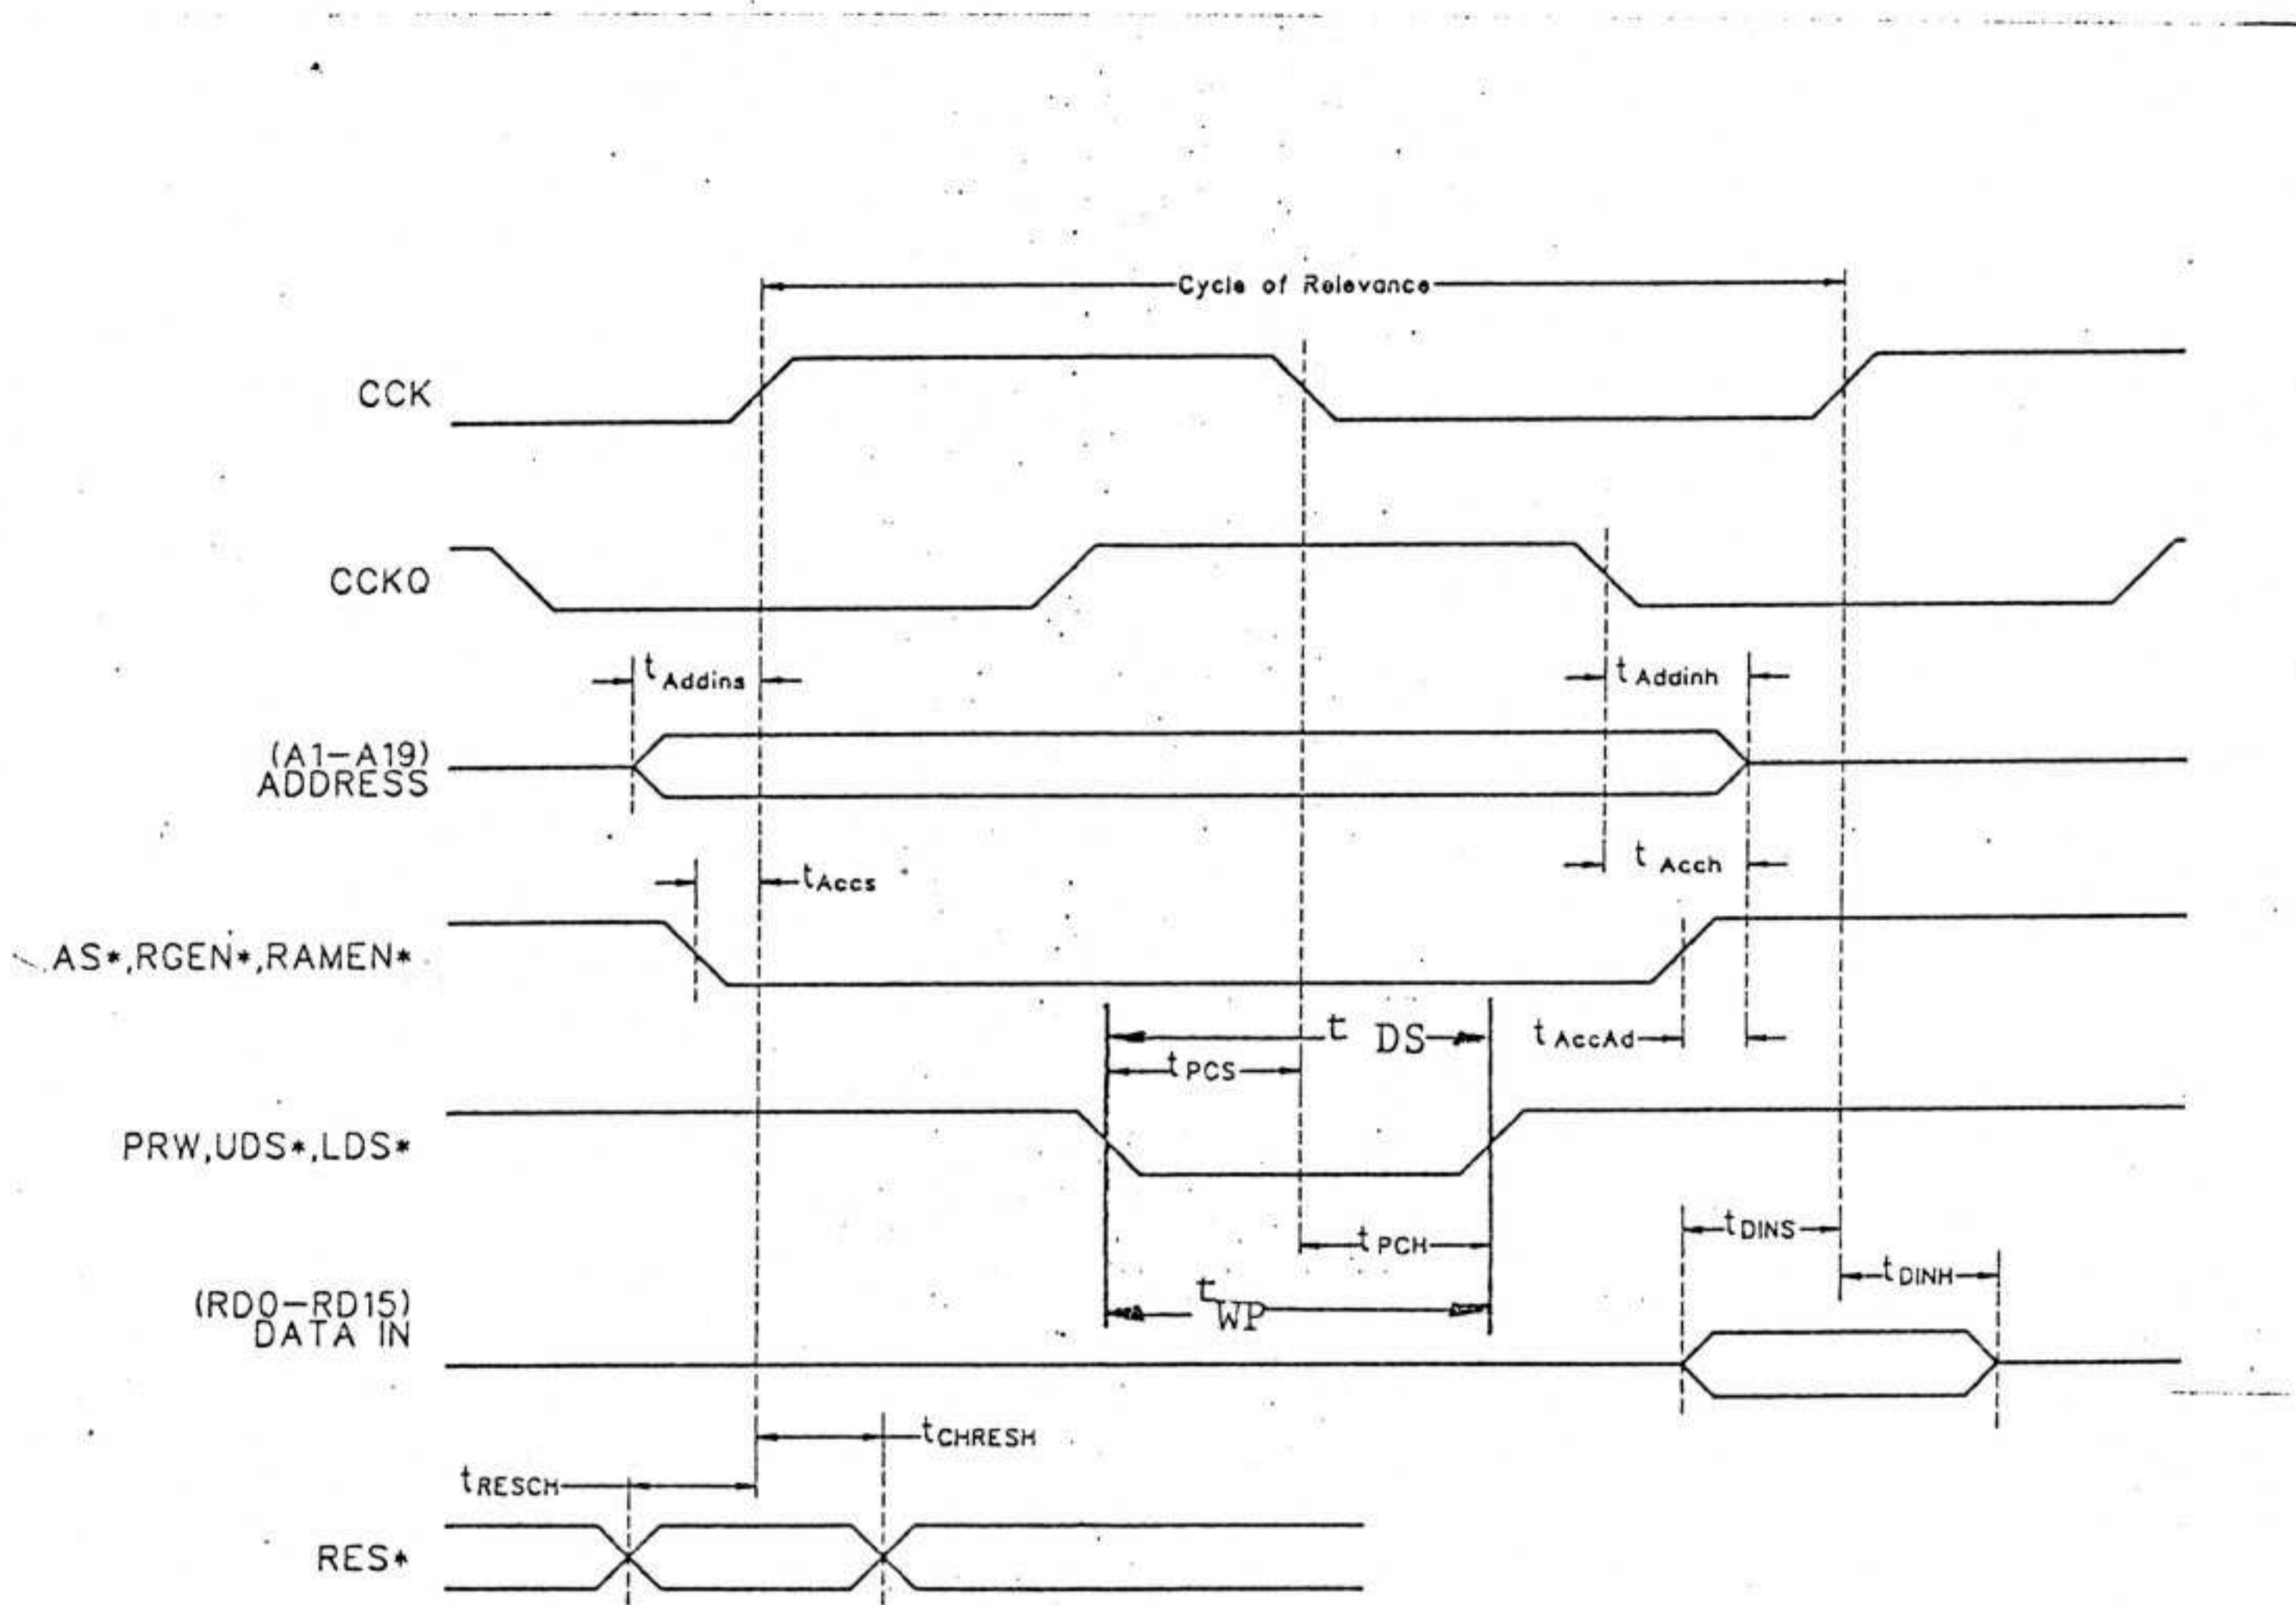 Cycle of Relevance
CCK
CCKQ
t Addins
t Addinh
(A1-A19)
ADDRESS
t Acch
t Accs
AS*,RGEN*,RAMEN*
t DS
t AccAd
t PCS
PRW,UDS*,LDS*
t DINS
t PCH
t DINH
(RD0-RD15)
DATA IN
t WP
t CHRESH
t RESCH
RES*